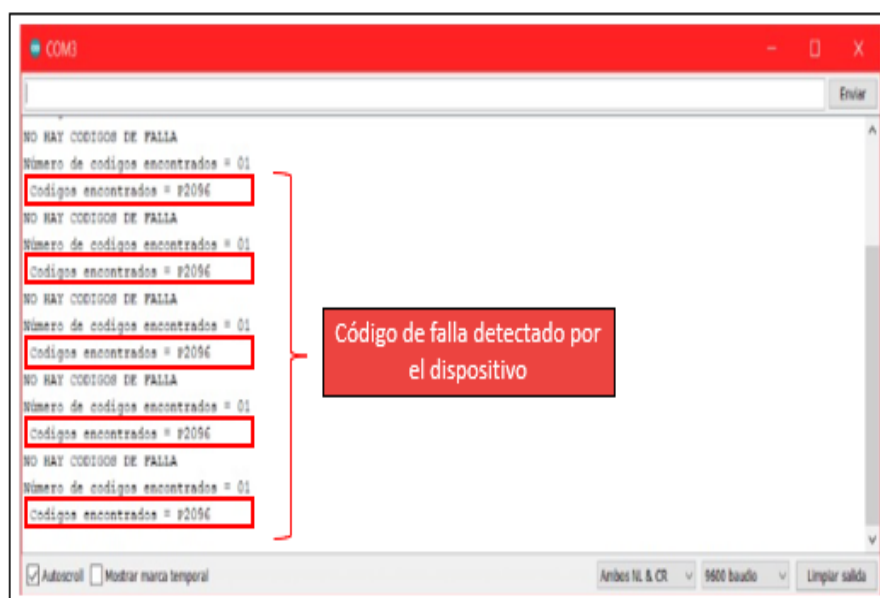 COM3
Enviar
NO HAY CODIGOS DE FALLA
Número de codigos encontrados = 01
Codigos encontrados = P2096
NO HAY CODIGOS DE FALLA
Número de codigos encontrados = 01
Codigos encontrados = P2096
NO HAY CODIGOS DE FALLA
Número de codigos encontrados = 01
Codigos encontrados = P2096
NO HAY CODIGOS DE FALLA
Número de codigos encontrados = 01
Codigos encontrados = P2096
NO HAY CODIGOS DE FALLA
Número de codigos encontrados = 01
Codigos encontrados = P2096
Código de falla detectado por
el dispositivo
Autoscroll Mostrar marca temporal Ambos NL & CR 9600 baudio Limpiar salida